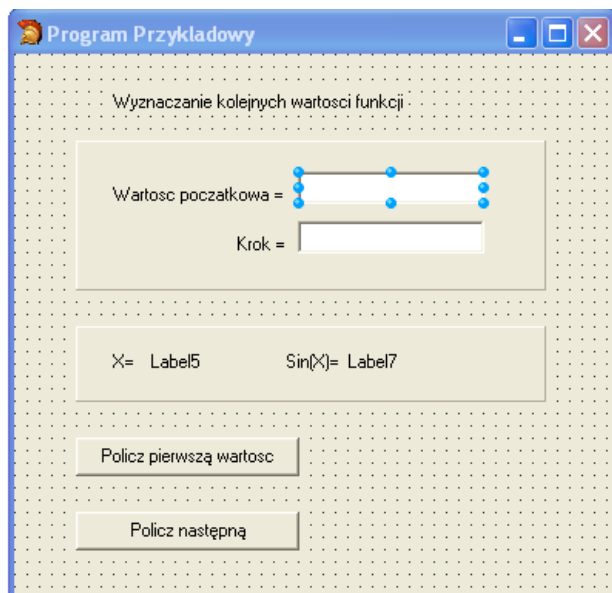 Program Przykladowy
Wyznaczanie kolejnych wartosci funkcji
Wartosc poczatkowa =
Krok =
X= Label5 Sin(X)= Label7
Policz pierwszą wartosc
Policz następną